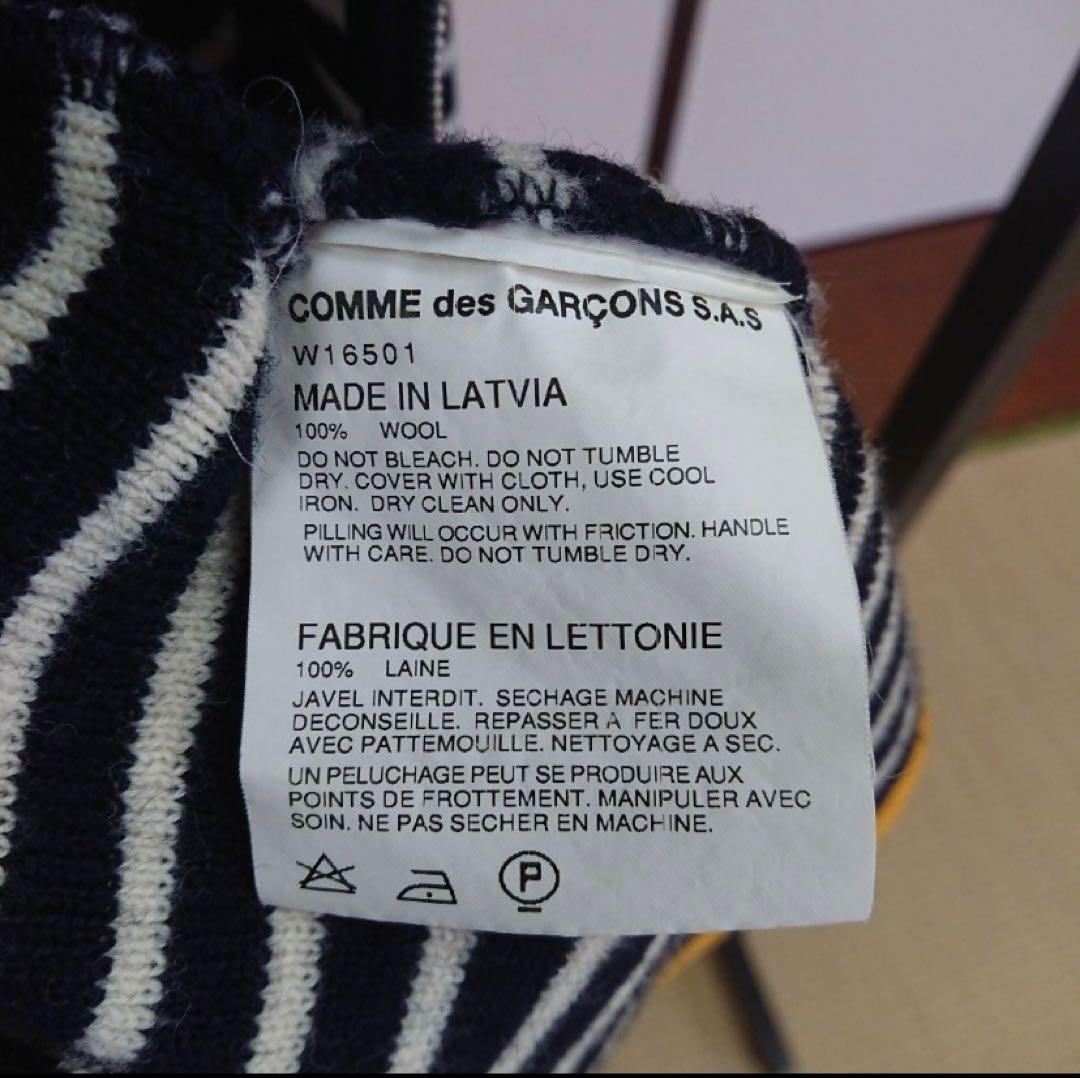 COMME des GARÇONS S.A.S
W16501
MADE IN LATVIA
100% WOOL
DO NOT BLEACH. DO NOT TUMBLE
DRY. COVER WITH CLOTH, USE COOL
IRON. DRY CLEAN ONLY.
PILLING WILL OCCUR WITH FRICTION. HANDLE
WITH CARE. DO NOT TUMBLE DRY.
FABRIQUE EN LETTONIE
100% LAINE
JAVEL INTERDIT. SECHAGE MACHINE
DECONSEILLE. REPASSER A FER DOUX
AVEC PATTEMOUILLE. NETTOYAGE A SEC.
UN PELUCHAGE PEUT SE PRODUIRE AUX
POINTS DE FROTTEMENT. MANIPULER AVEC
SOIN. NE PAS SECHER EN MACHINE.
P